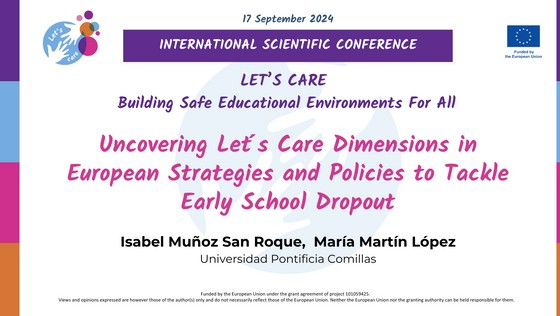 17 September 2024
Let's
care
INTERNATIONAL SCIENTIFIC CONFERENCE
Funded by
the European Union
LET'S CARE
Building Safe Educational Environments For All
Uncovering Let´s Care Dimensions in
European Strategies and Policies to Tackle
Early School Dropout
Isabel Muñoz San Roque, María Martín López
Universidad Pontificia Comillas
Funded by the European Union under the grant agreement of project 101059425.
Views and opinions expressed are however those of the author(s) only and do not necessarily reflect those of the European Union. Neither the European Union nor the granting authority can be held responsible for them.